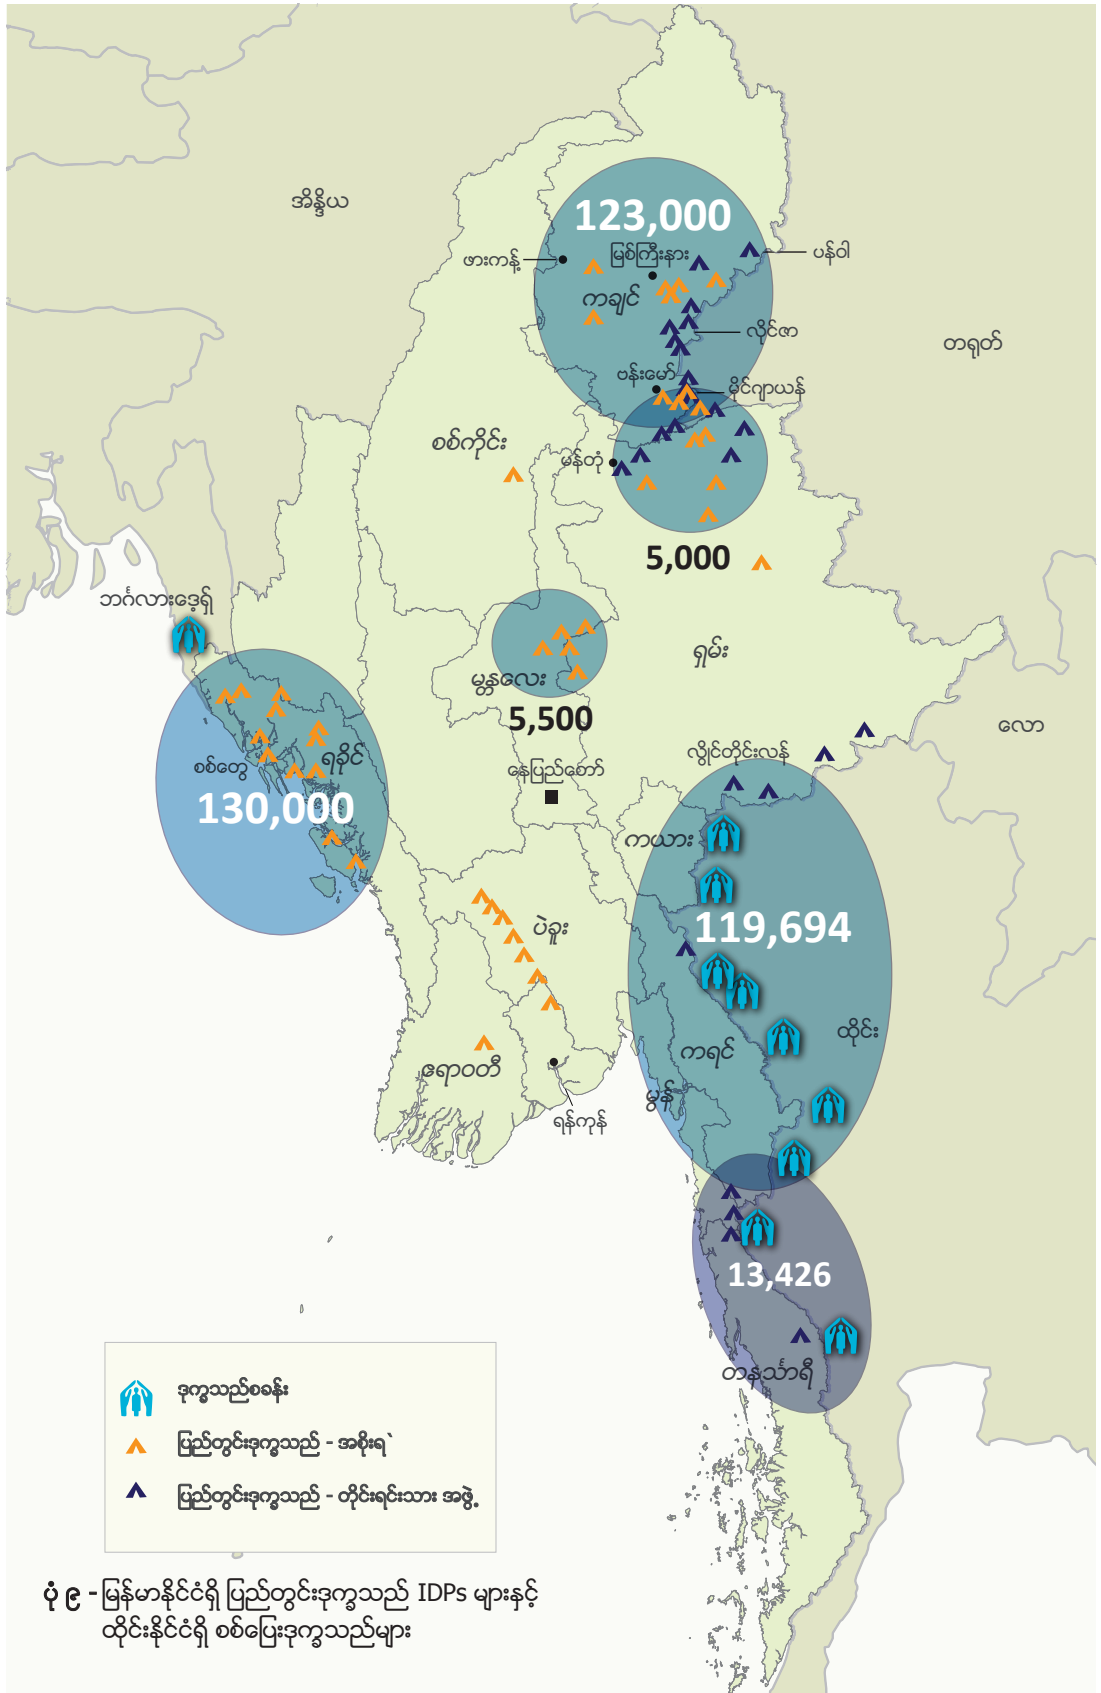 အိန္ဒိယ
123,000
မြစ်ကြီးနား
ဖားကန့်
ပန်ဝါ
ကချင်
လိုင်ဇာ
တရုတ်
ဗန်းမော်
မိုင်ဂျာယန်
စစ်ကိုင်း
မန်တုံ
5,000
ဘင်္ဂလားဒေ့ရှ်
ရှမ်း
မန္တလေး
5,500
လော
စစ်တွေ
ရခိုင်
နေပြည်တော်
လွိုင်တိုင်းလန်
130,000
ကယား
ပဲခူး
119,694
ထိုင်း
ကရင်
ဧရာဝတီ
မွန်
ရန်ကုန်
13,426
တနင်္သာရီ
ဒုက္ခသည်စခန်း
ပြည်တွင်းဒုက္ခသည် - အစိုးရ`
ပြည်တွင်းဒုက္ခသည် - တိုင်းရင်းသား အဖွဲ့
ပုံ ၉ - မြန်မာနိုင်ငံရှိ ပြည်တွင်းဒုက္ခသည် IDPs များနှင့်
ထိုင်းနိုင်ငံရှိ စစ်ပြေးဒုက္ခသည်များ